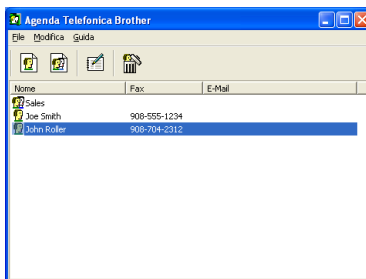 Agenda Telefonica Brother
File Modifica Guida
Nome Fax E-Mail
Sales
Joe Smith 908-555-1234
John Roller 908-704-2312